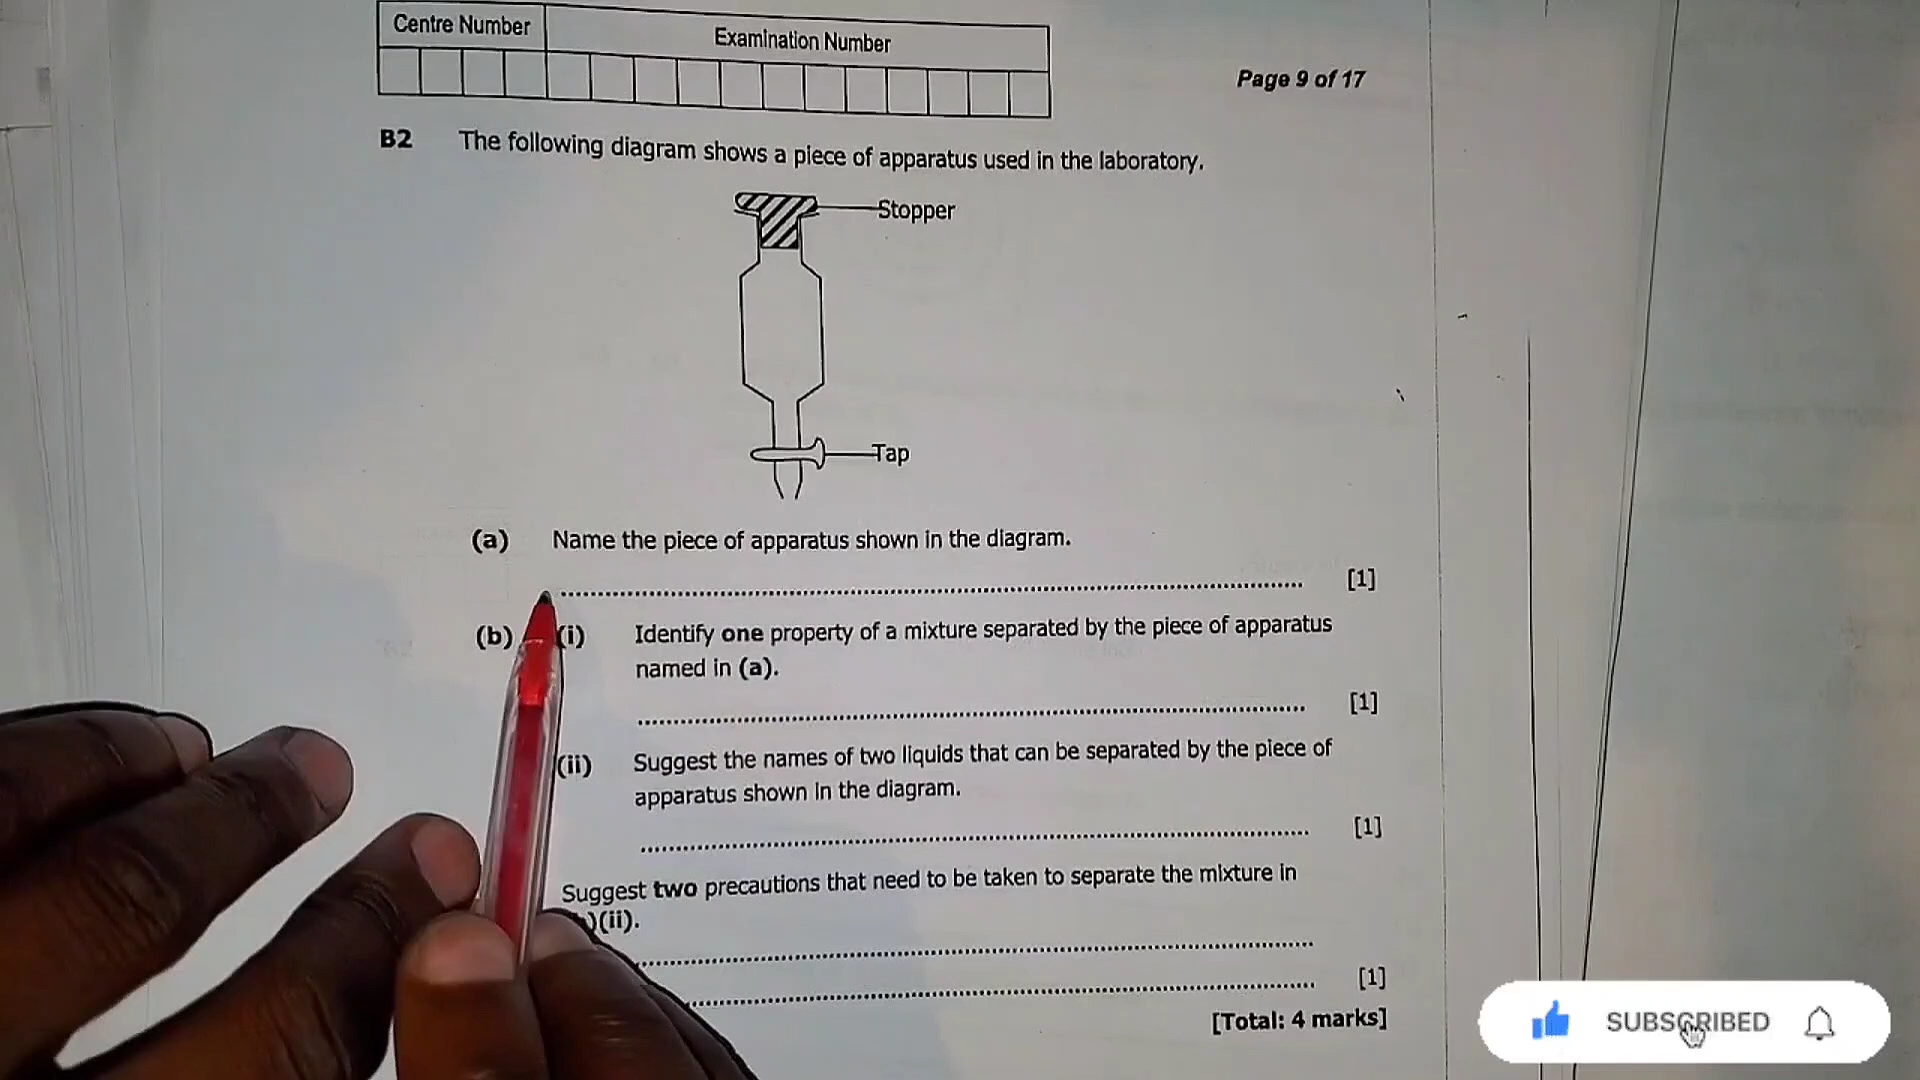 Centre Number
Examination Number
Page 9 of 17
B2 The following diagram shows a piece of apparatus used in the laboratory.
Stopper
Tap
(a) Name the piece of apparatus shown in the diagram.
[1]
(b) (i) Identify one property of a mixture separated by the piece of apparatus
named in (a).
[1]
(ii) Suggest the names of two liquids that can be separated by the piece of
apparatus shown in the diagram.
[1]
Suggest two precautions that need to be taken to separate the mixture in
)(ii).
[1]
[Total: 4 marks]
SUBSCRIBED